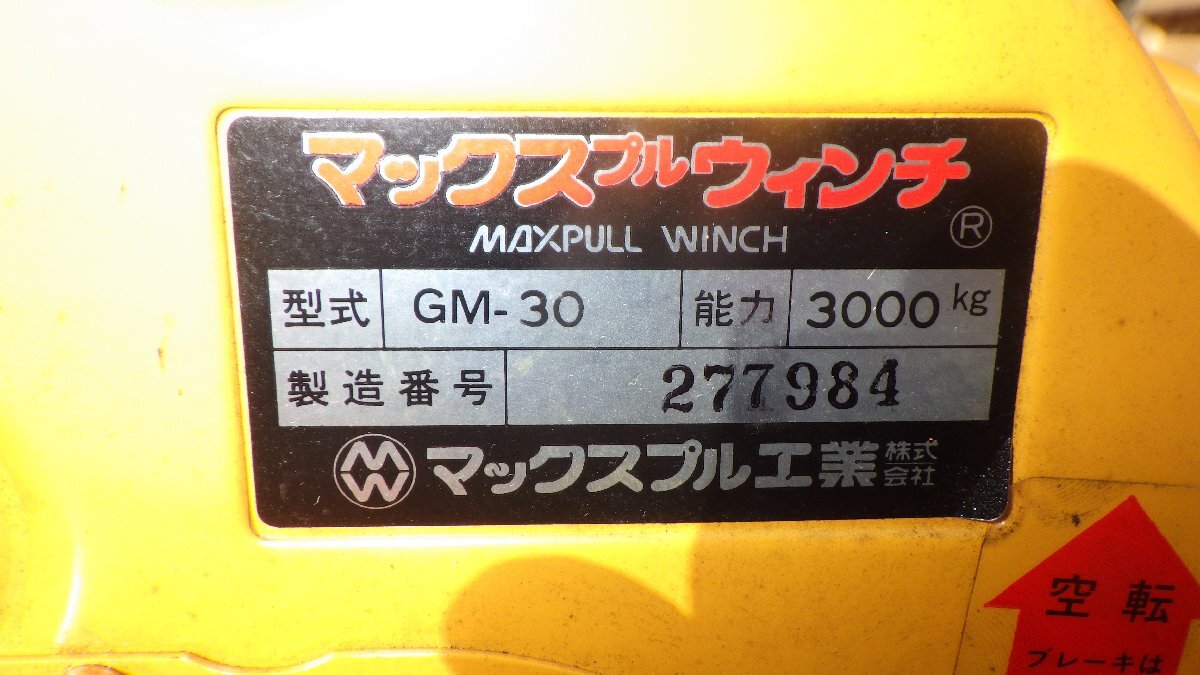 マックスプルウィンチ
MAXPULL WINCH ®
型式 GM-30 能力 3000kg
製造番号 277984
MW マックスプル工業株式会社
空転
ブレーキは